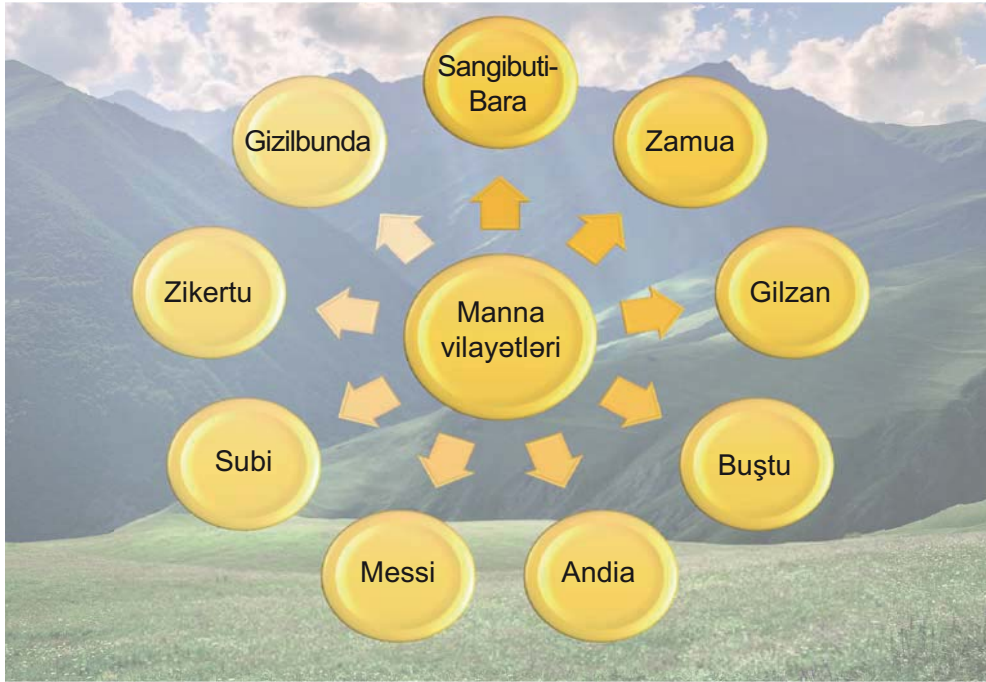 Sangibuti-
Bara
Zamua
Gilzan
Buştu
Andia
Messi
Subi
Zikertu
Gizilbunda
Manna
vilayətləri